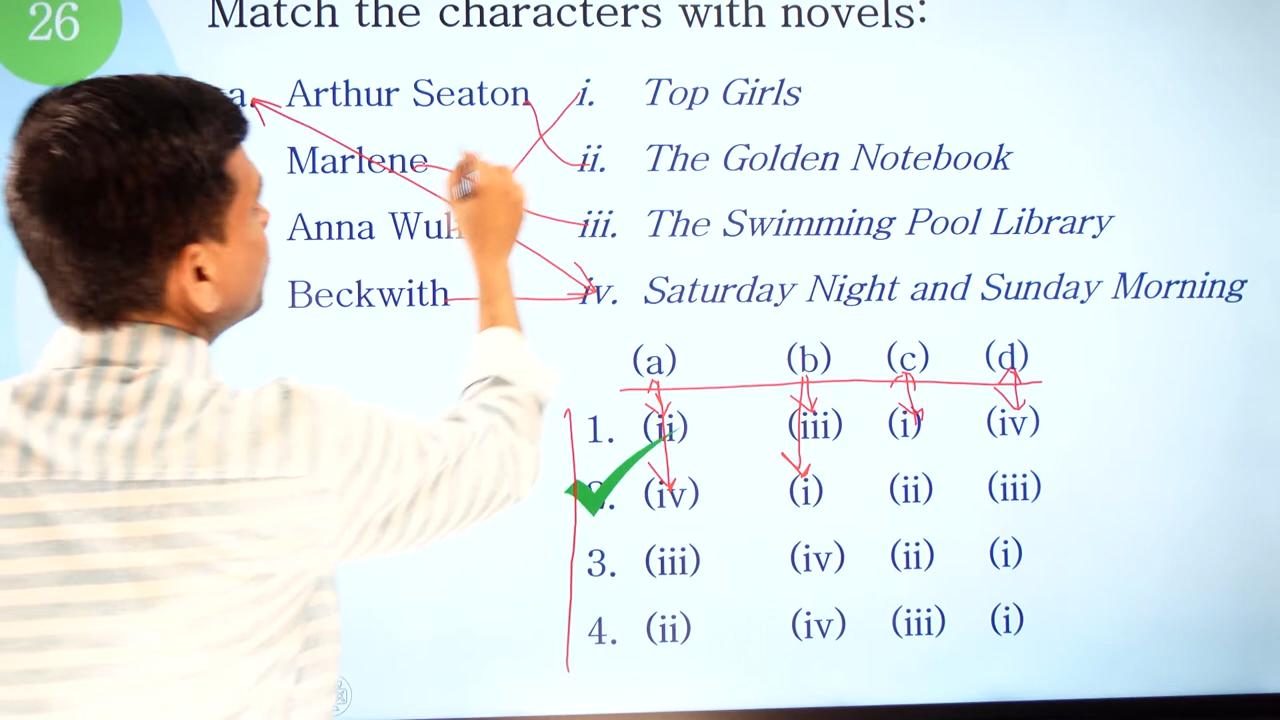 26
Match the characters with novels:
a. Arthur Seaton i. Top Girls
Marlene ii. The Golden Notebook
Anna iii. The Swimming Pool Library
Beckwith iv. Saturday Night and Sunday Morning
(a) (b) (c) (d)
1. (ii) (iii) (i) (iv)
2. (iv) (i) (ii) (iii)
3. (iii) (iv) (ii) (i)
4. (ii) (iv) (iii) (i)